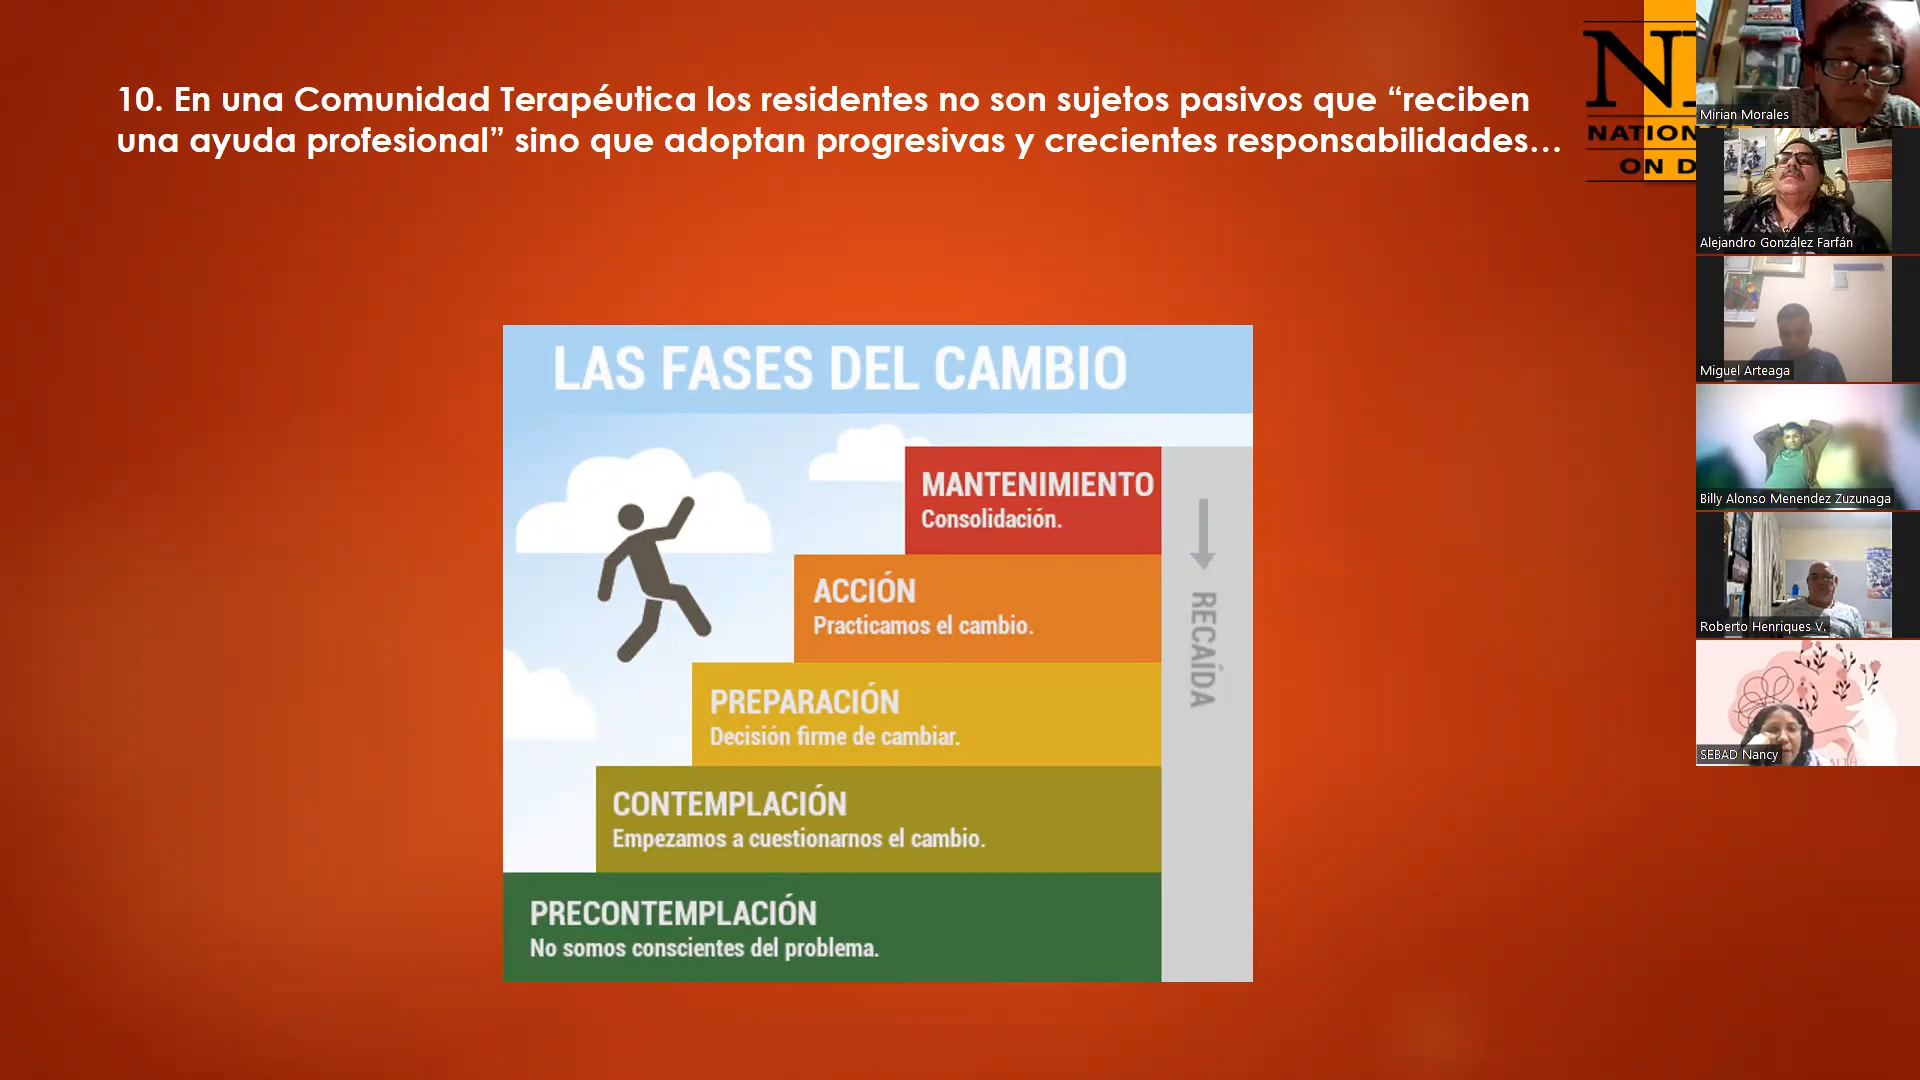 10. En una Comunidad Terapéutica los residentes no son sujetos pasivos que “reciben
una ayuda profesional” sino que adoptan progresivas y crecientes responsabilidades…
NATION
ON D
LAS FASES DEL CAMBIO
MANTENIMIENTO
Consolidación.
ACCIÓN
Practicamos el cambio.
PREPARACIÓN
Decisión firme de cambiar.
CONTEMPLACIÓN
Empezamos a cuestionarnos el cambio.
PRECONTEMPLACIÓN
No somos conscientes del problema.
RECAÍDA
Mirian Morales
Alejandro González Farfán
Miguel Arteaga
Billy Alonso Menendez Zuzunaga
Roberto Henriques V.
SEBAD Nancy